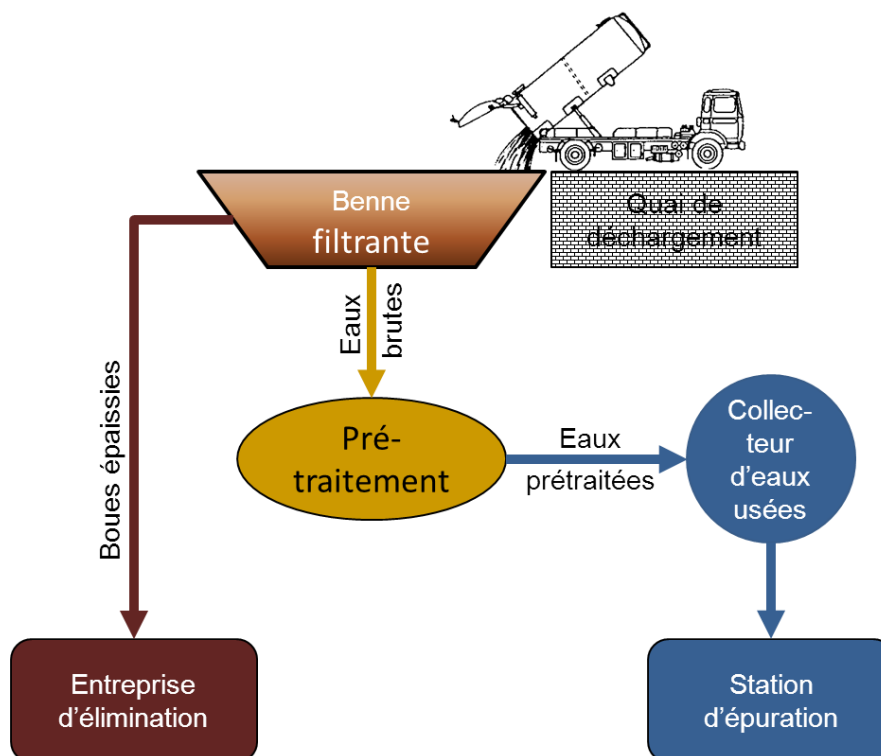 Benne
filtrante
Quai de
déchargement
Eaux
brutes
Boues épaissies
Pré-
traitement
Eaux
prétraitées
Collec-
teur
d'eaux
usées
Entreprise
d'élimination
Station
d'épuration